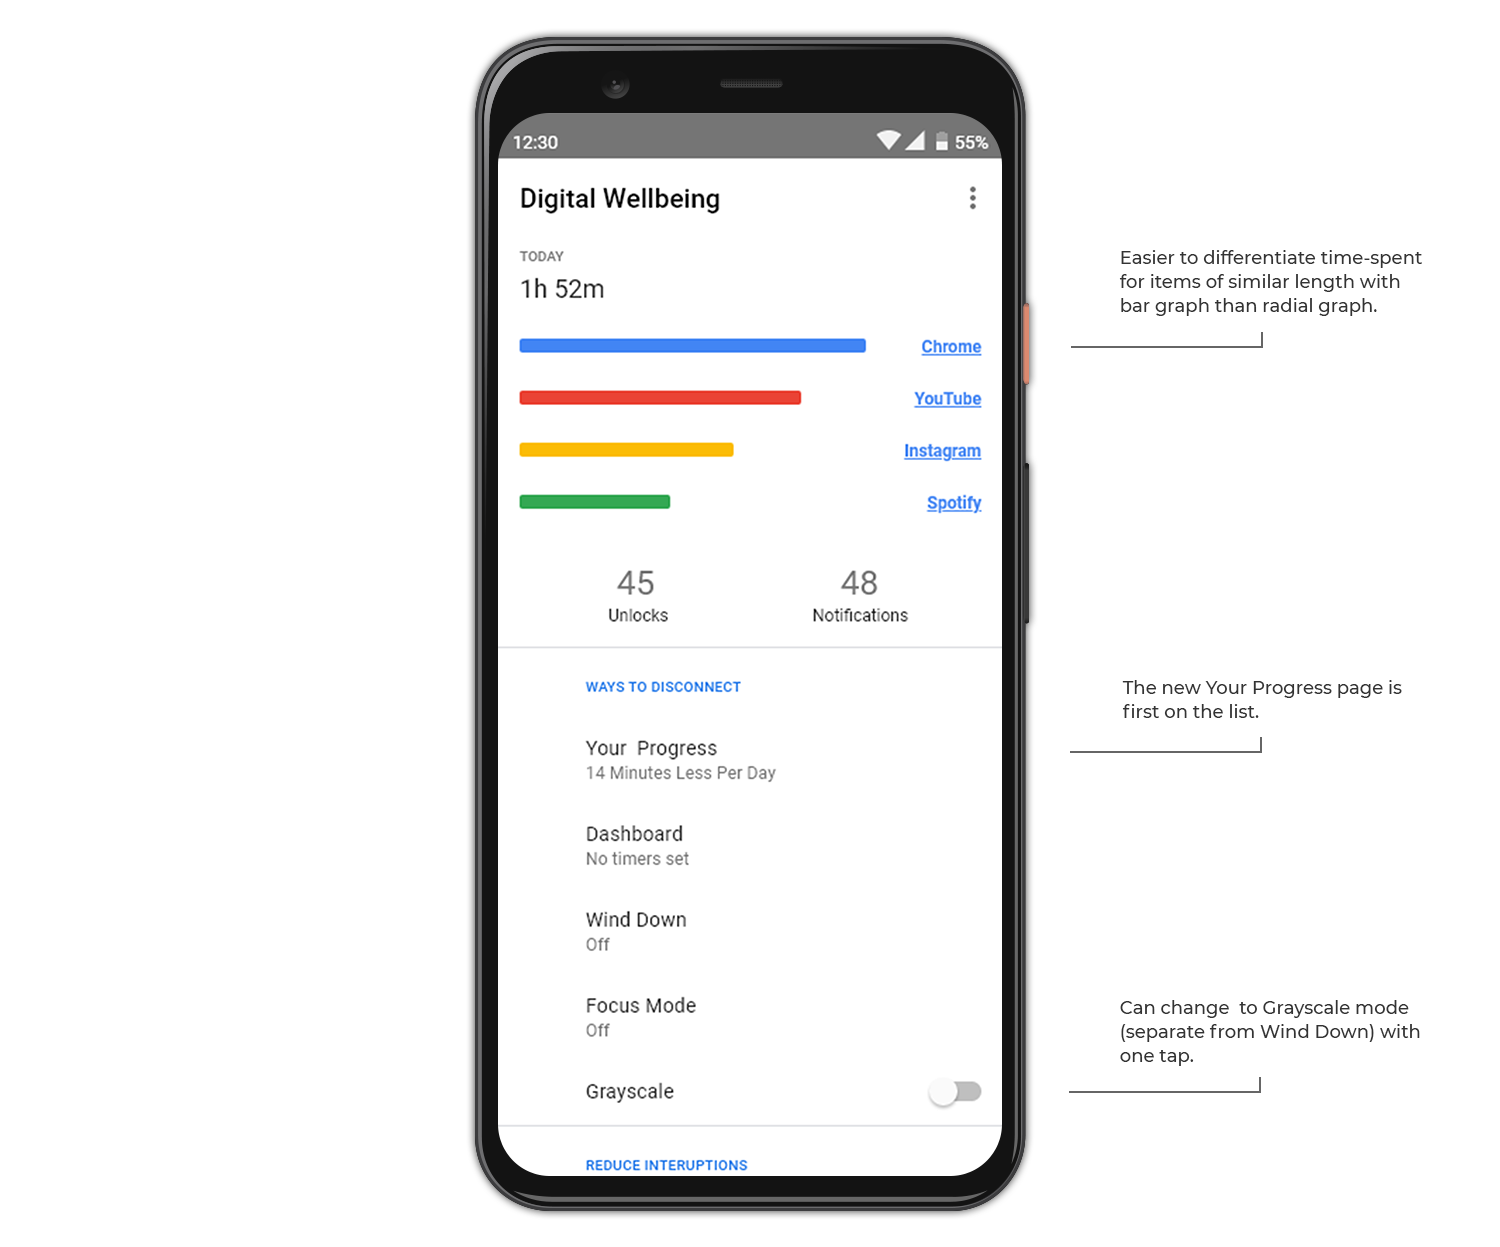 12:30
55%
Digital Wellbeing
TODAY
1h 52m
Chrome
YouTube
Instagram
Spotify
45
48
Unlocks
Notifications
WAYS TO DISCONNECT
Your  Progress
14 Minutes Less Per Day
Dashboard
No timers set
Wind Down
Off
Focus Mode
Off
Grayscale
REDUCE INTERUPTIONS
Easier to differentiate time-spent
for items of similar length with
bar graph than radial graph.
The new Your Progress page is
first on the list.
Can change  to Grayscale mode
(separate from Wind Down) with
one tap.